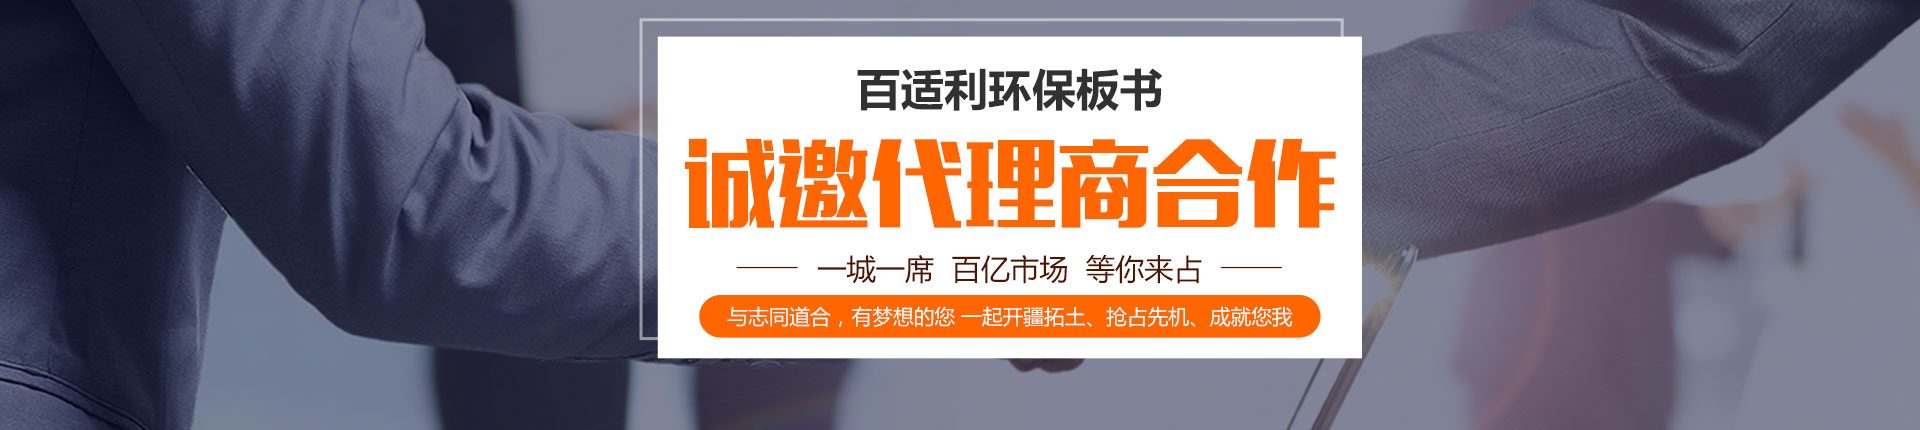 百适利环保板书
诚邀代理商合作
一城一席 百亿市场 等你来占
与志同道合，有梦想的您 一起开疆拓土、抢占先机、成就您我